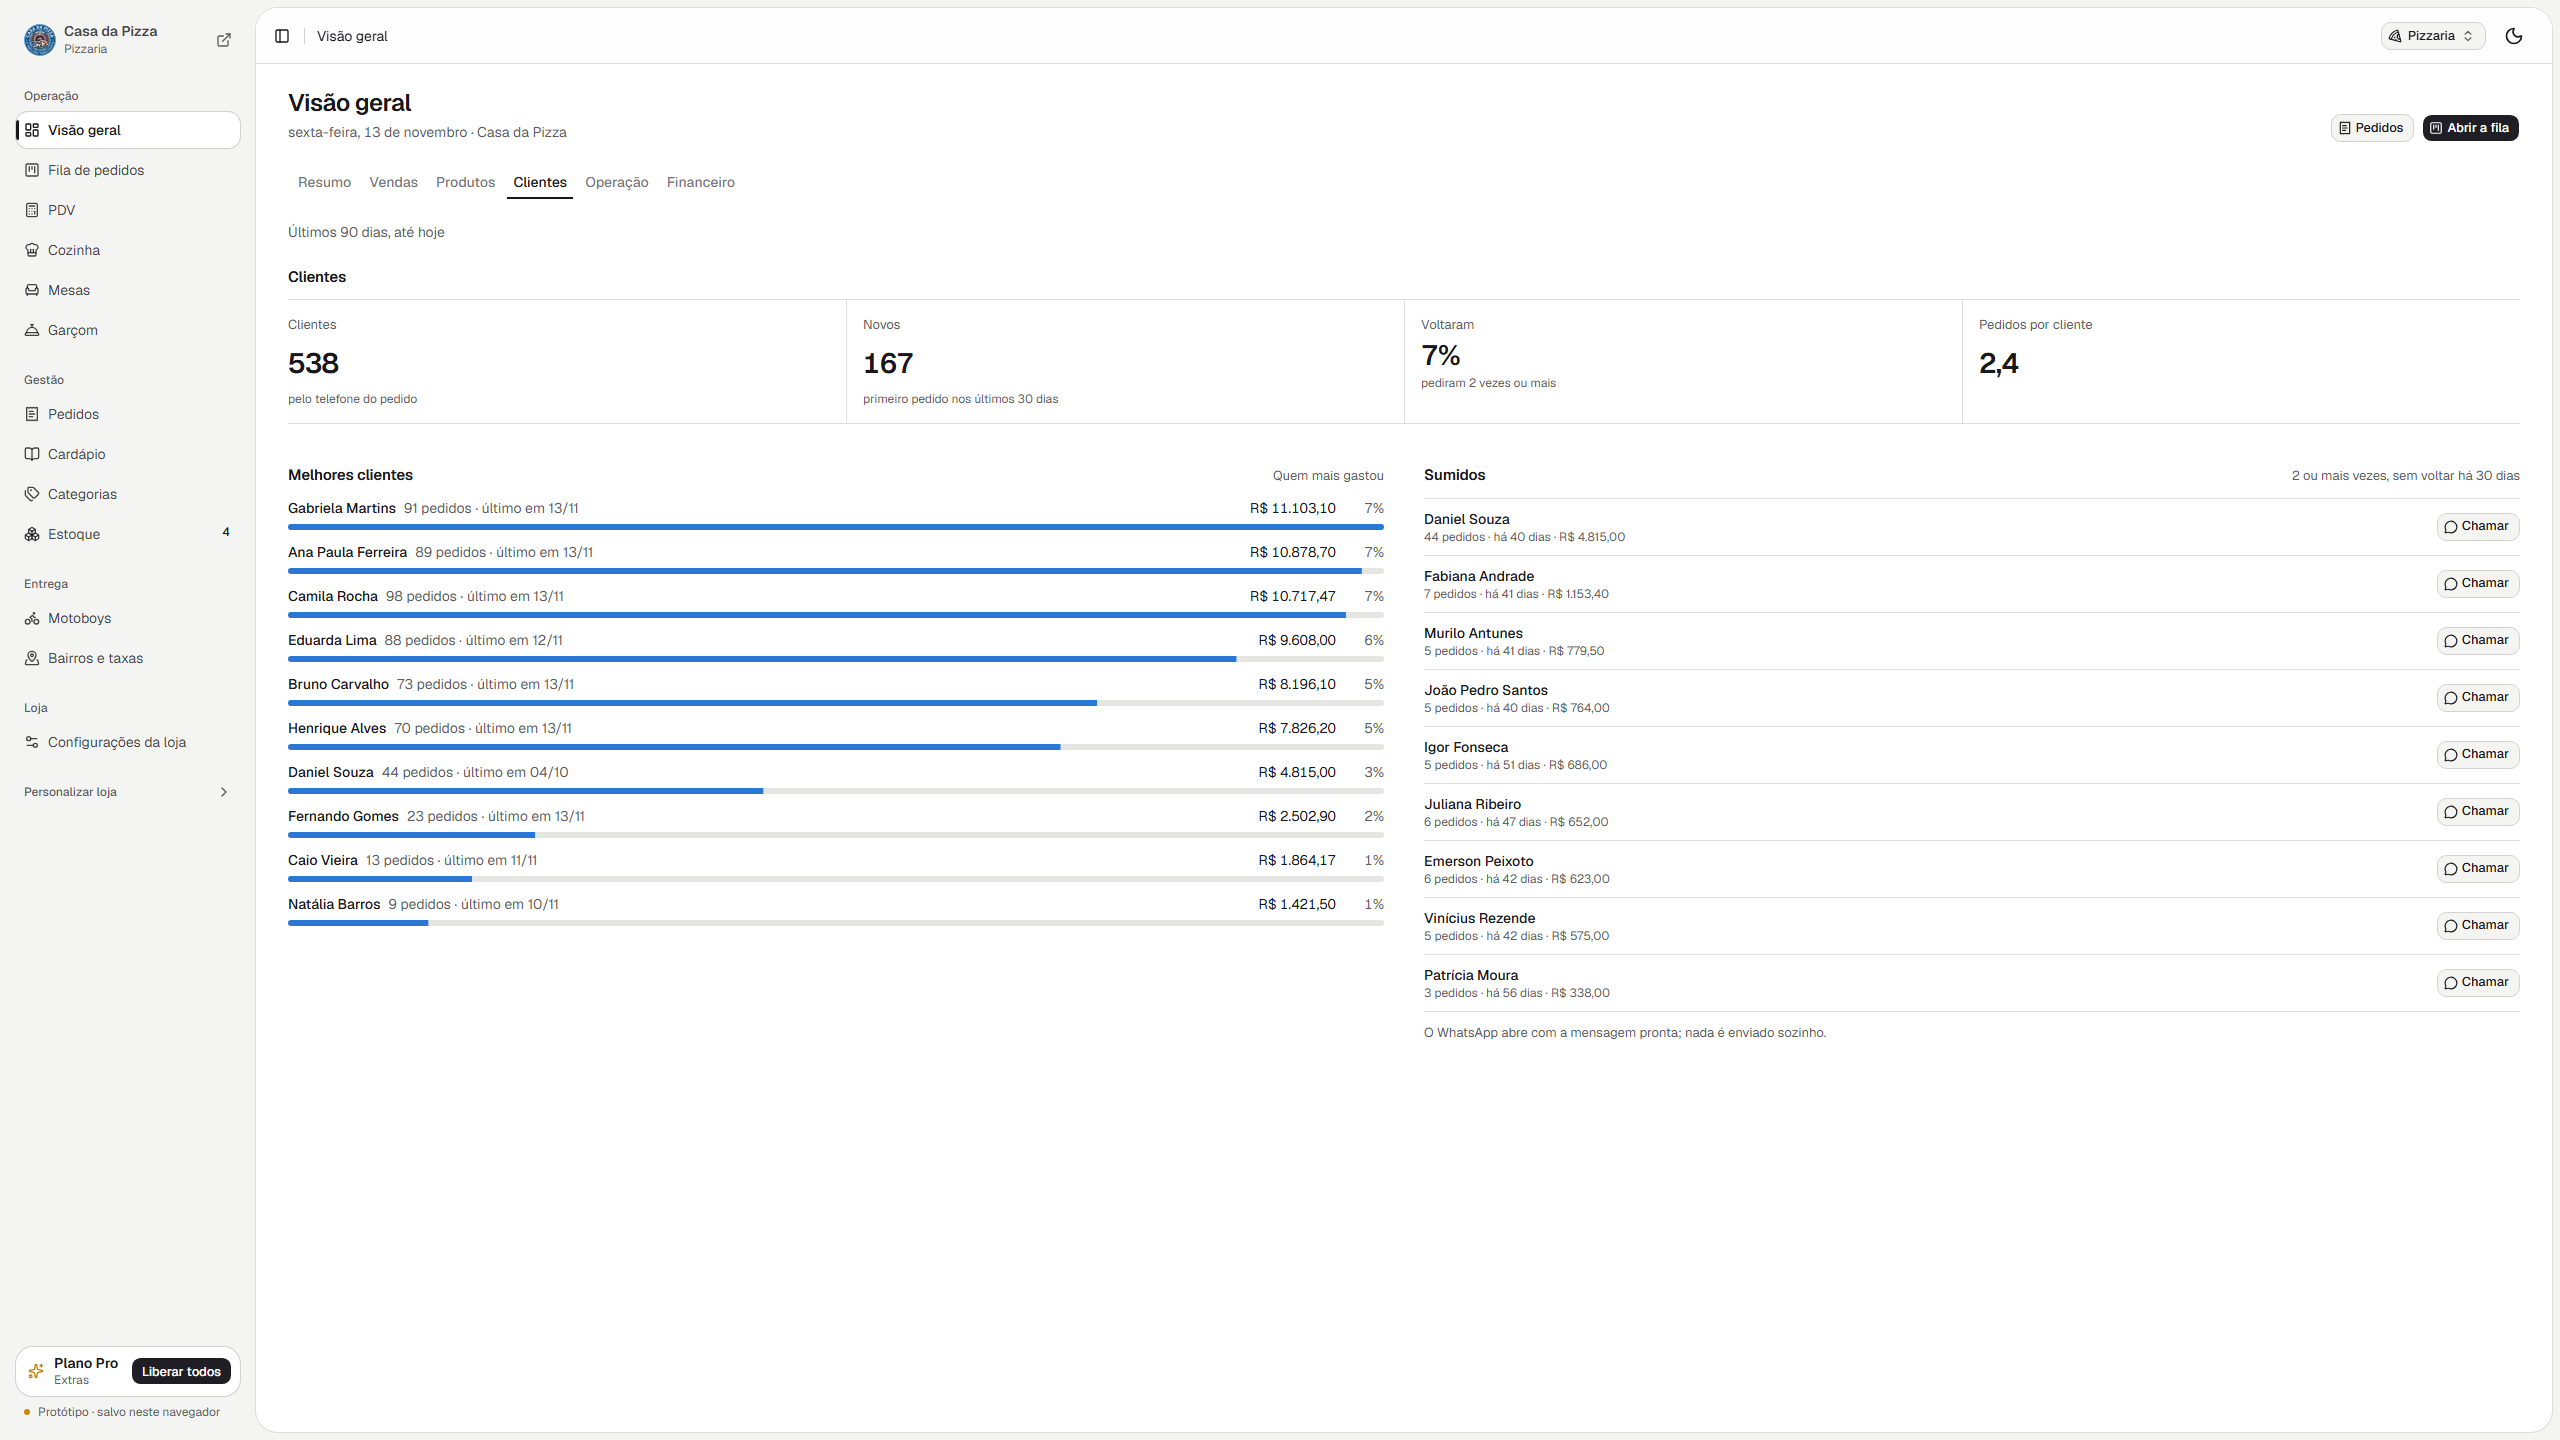 Casa da Pizza
Pizzaria
Operação
Visão geral
Fila de pedidos
PDV
Cozinha
Mesas
Garçom
Gestão
Pedidos
Cardápio
Categorias
Estoque 4
Entrega
Motoboys
Bairros e taxas
Loja
Configurações da loja
Personalizar loja
Plano Pro
Extras
Liberar todos
Protótipo · salvo neste navegador
Visão geral
Pizzaria
Visão geral
sexta-feira, 13 de novembro · Casa da Pizza
Pedidos
Abrir a fila
Resumo Vendas Produtos Clientes Operação Financeiro
Últimos 90 dias, até hoje
Clientes
Clientes
538
pelo telefone do pedido
Novos
167
primeiro pedido nos últimos 30 dias
Voltaram
7%
pediram 2 vezes ou mais
Pedidos por cliente
2,4
Melhores clientes Quem mais gastou
Gabriela Martins 91 pedidos · último em 13/11 R$ 11.103,10 7%
Ana Paula Ferreira 89 pedidos · último em 13/11 R$ 10.878,70 7%
Camila Rocha 98 pedidos · último em 13/11 R$ 10.717,47 7%
Eduarda Lima 88 pedidos · último em 12/11 R$ 9.608,00 6%
Bruno Carvalho 73 pedidos · último em 13/11 R$ 8.196,10 5%
Henrique Alves 70 pedidos · último em 13/11 R$ 7.826,20 5%
Daniel Souza 44 pedidos · último em 04/10 R$ 4.815,00 3%
Fernando Gomes 23 pedidos · último em 13/11 R$ 2.502,90 2%
Caio Vieira 13 pedidos · último em 11/11 R$ 1.864,17 1%
Natália Barros 9 pedidos · último em 10/11 R$ 1.421,50 1%
Sumidos 2 ou mais vezes, sem voltar há 30 dias
Daniel Souza
44 pedidos · há 40 dias · R$ 4.815,00
Chamar
Fabiana Andrade
7 pedidos · há 41 dias · R$ 1.153,40
Chamar
Murilo Antunes
5 pedidos · há 41 dias · R$ 779,50
Chamar
João Pedro Santos
5 pedidos · há 40 dias · R$ 764,00
Chamar
Igor Fonseca
5 pedidos · há 51 dias · R$ 686,00
Chamar
Juliana Ribeiro
6 pedidos · há 47 dias · R$ 652,00
Chamar
Emerson Peixoto
6 pedidos · há 42 dias · R$ 623,00
Chamar
Vinícius Rezende
5 pedidos · há 42 dias · R$ 575,00
Chamar
Patrícia Moura
3 pedidos · há 56 dias · R$ 338,00
Chamar
O WhatsApp abre com a mensagem pronta; nada é enviado sozinho.